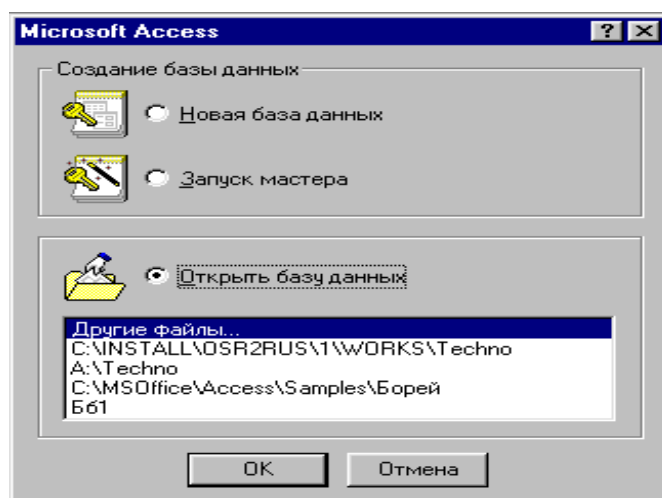 Microsoft Access
Создание базы данных
Новая база данных
Запуск мастера
Открыть базу данных
Другие файлы...
C:\INSTALL\OSR2RUS\1\WORKS\Techno
A:\Techno
C:\MSOffice\Access\Samples\Борей
Бб1
OK Отмена